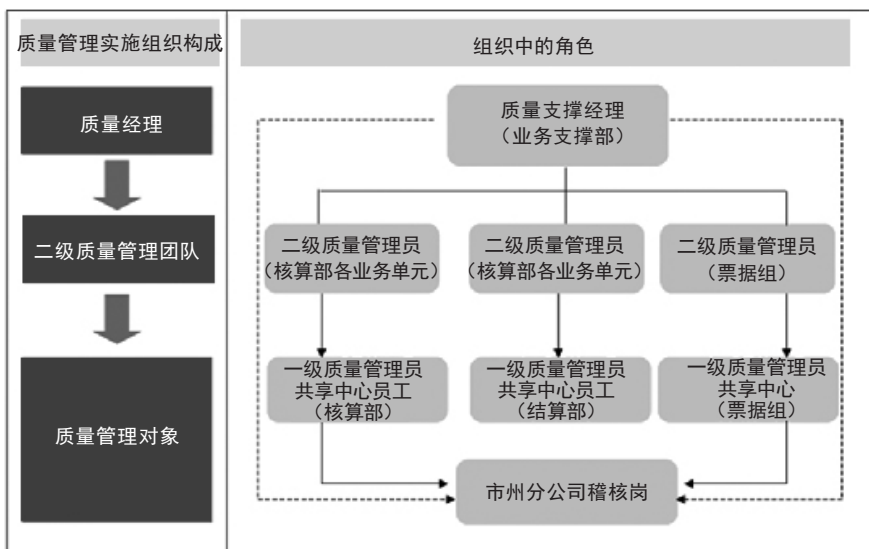 质量管理实施组织构成
组织中的角色
质量经理
二级质量管理团队
质量管理对象
质量支撑经理
（业务支撑部）
二级质量管理员
（核算部各业务单元）
二级质量管理员
（核算部各业务单元）
二级质量管理员
（票据组）
一级质量管理员
共享中心员工
（核算部）
一级质量管理员
共享中心员工
（结算部）
一级质量管理员
共享中心
（票据组）
市州分公司稽核岗